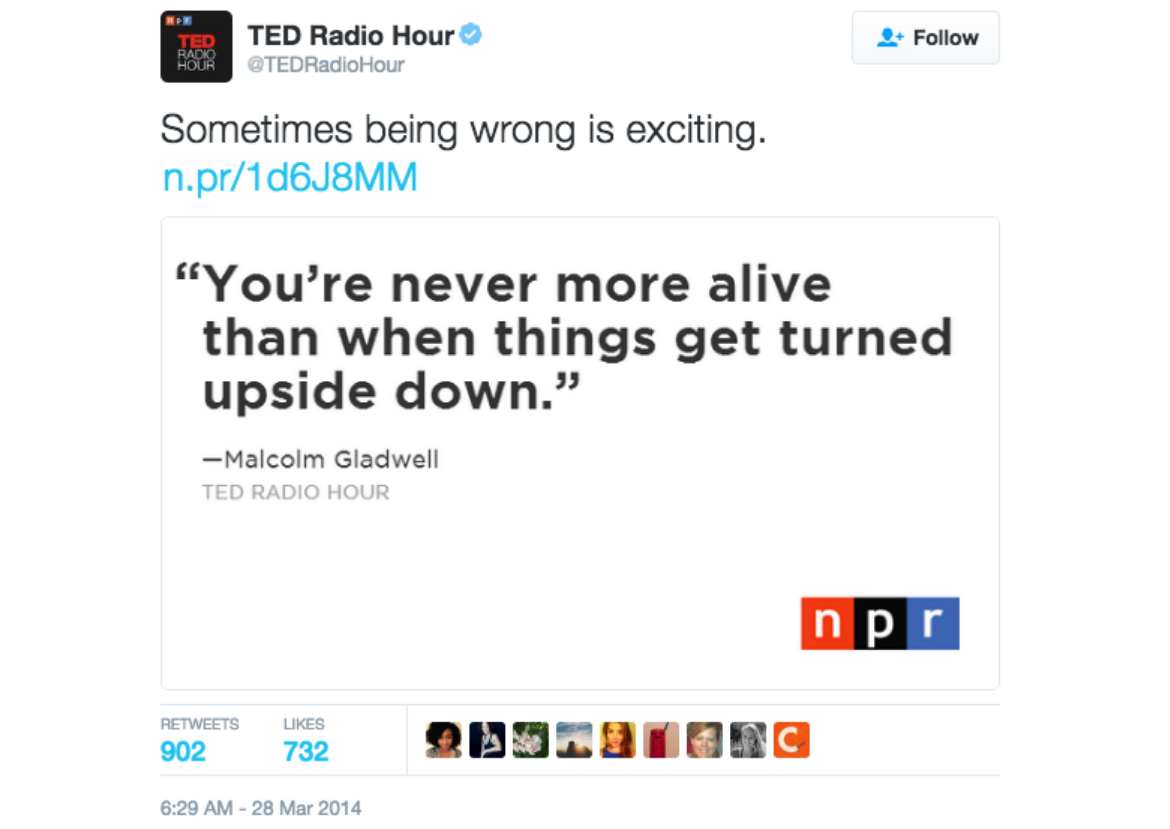 npr
TED
RADIO
HOUR
TED Radio Hour
@TEDRadioHour
Follow
Sometimes being wrong is exciting.
n.pr/1d6J8MM
“You’re never more alive
than when things get turned
upside down.”
—Malcolm Gladwell
TED RADIO HOUR
npr
RETWEETS LIKES
902 732
C
6:29 AM - 28 Mar 2014